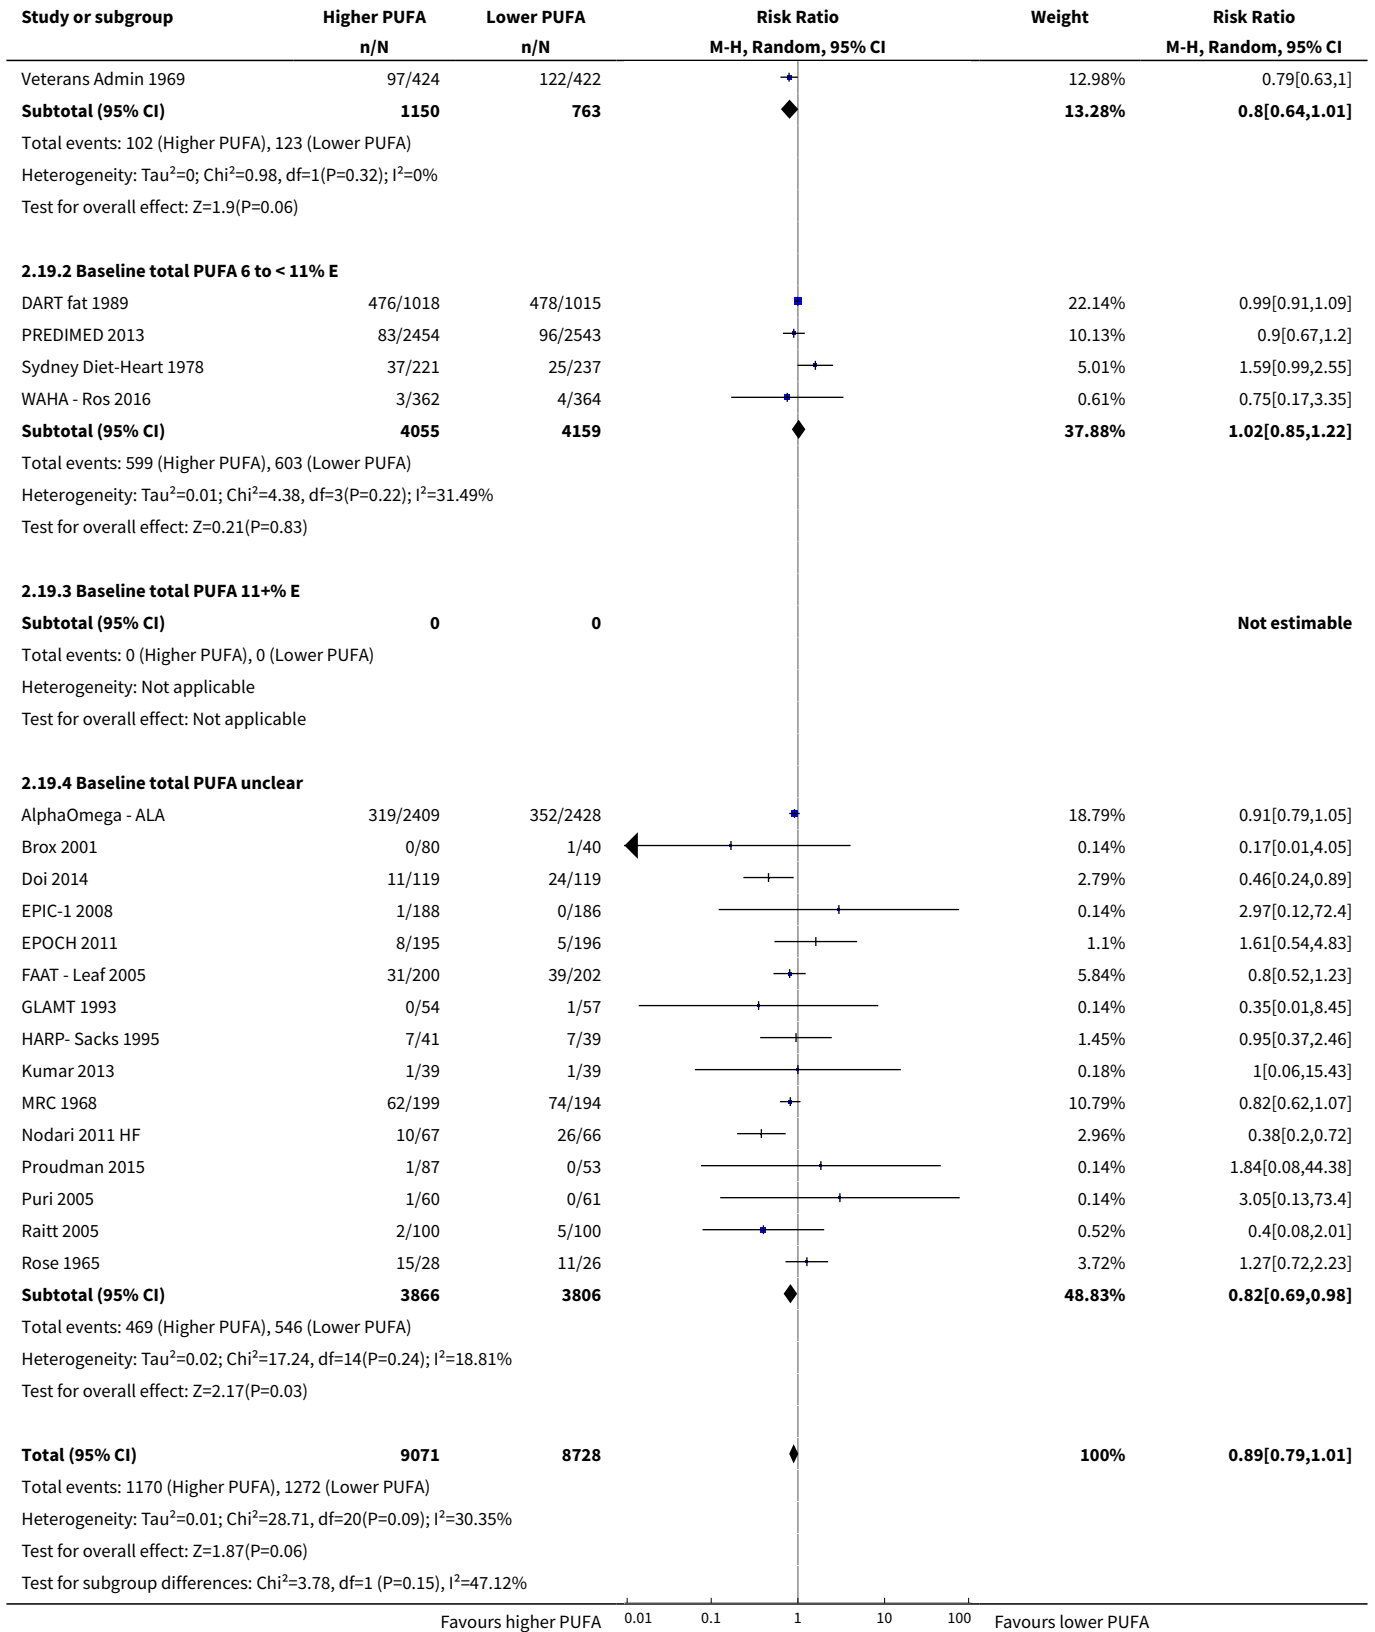 Study or subgroup Higher PUFA Lower PUFA Risk Ratio Weight Risk Ratio
n/N n/N M-H, Random, 95% CI M-H, Random, 95% CI
Veterans Admin 1969 97/424 122/422 12.98% 0.79[0.63,1]
Subtotal (95% CI) 1150 763 13.28% 0.8[0.64,1.01]
Total events: 102 (Higher PUFA), 123 (Lower PUFA)
Heterogeneity: Tau²=0; Chi²=0.98, df=1(P=0.32); I²=0%
Test for overall effect: Z=1.9(P=0.06)
2.19.2 Baseline total PUFA 6 to < 11% E
DART fat 1989 476/1018 478/1015 22.14% 0.99[0.91,1.09]
PREDIMED 2013 83/2454 96/2543 10.13% 0.9[0.67,1.2]
Sydney Diet-Heart 1978 37/221 25/237 5.01% 1.59[0.99,2.55]
WAHA - Ros 2016 3/362 4/364 0.61% 0.75[0.17,3.35]
Subtotal (95% CI) 4055 4159 37.88% 1.02[0.85,1.22]
Total events: 599 (Higher PUFA), 603 (Lower PUFA)
Heterogeneity: Tau²=0.01; Chi²=4.38, df=3(P=0.22); I²=31.49%
Test for overall effect: Z=0.21(P=0.83)
2.19.3 Baseline total PUFA 11+% E
Subtotal (95% CI) 0 0 Not estimable
Total events: 0 (Higher PUFA), 0 (Lower PUFA)
Heterogeneity: Not applicable
Test for overall effect: Not applicable
2.19.4 Baseline total PUFA unclear
AlphaOmega - ALA 319/2409 352/2428 18.79% 0.91[0.79,1.05]
Brox 2001 0/80 1/40 0.14% 0.17[0.01,4.05]
Doi 2014 11/119 24/119 2.79% 0.46[0.24,0.89]
EPIC-1 2008 1/188 0/186 0.14% 2.97[0.12,72.4]
EPOCH 2011 8/195 5/196 1.1% 1.61[0.54,4.83]
FAAT - Leaf 2005 31/200 39/202 5.84% 0.8[0.52,1.23]
GLAMT 1993 0/54 1/57 0.14% 0.35[0.01,8.45]
HARP- Sacks 1995 7/41 7/39 1.45% 0.95[0.37,2.46]
Kumar 2013 1/39 1/39 0.18% 1[0.06,15.43]
MRC 1968 62/199 74/194 10.79% 0.82[0.62,1.07]
Nodari 2011 HF 10/67 26/66 2.96% 0.38[0.2,0.72]
Proudman 2015 1/87 0/53 0.14% 1.84[0.08,44.38]
Puri 2005 1/60 0/61 0.14% 3.05[0.13,73.4]
Raitt 2005 2/100 5/100 0.52% 0.4[0.08,2.01]
Rose 1965 15/28 11/26 3.72% 1.27[0.72,2.23]
Subtotal (95% CI) 3866 3806 48.83% 0.82[0.69,0.98]
Total events: 469 (Higher PUFA), 546 (Lower PUFA)
Heterogeneity: Tau²=0.02; Chi²=17.24, df=14(P=0.24); I²=18.81%
Test for overall effect: Z=2.17(P=0.03)
Total (95% CI) 9071 8728 100% 0.89[0.79,1.01]
Total events: 1170 (Higher PUFA), 1272 (Lower PUFA)
Heterogeneity: Tau²=0.01; Chi²=28.71, df=20(P=0.09); I²=30.35%
Test for overall effect: Z=1.87(P=0.06)
Test for subgroup differences: Chi²=3.78, df=1 (P=0.15), I²=47.12%
Favours higher PUFA 0.01 0.1 1 10 100 Favours lower PUFA